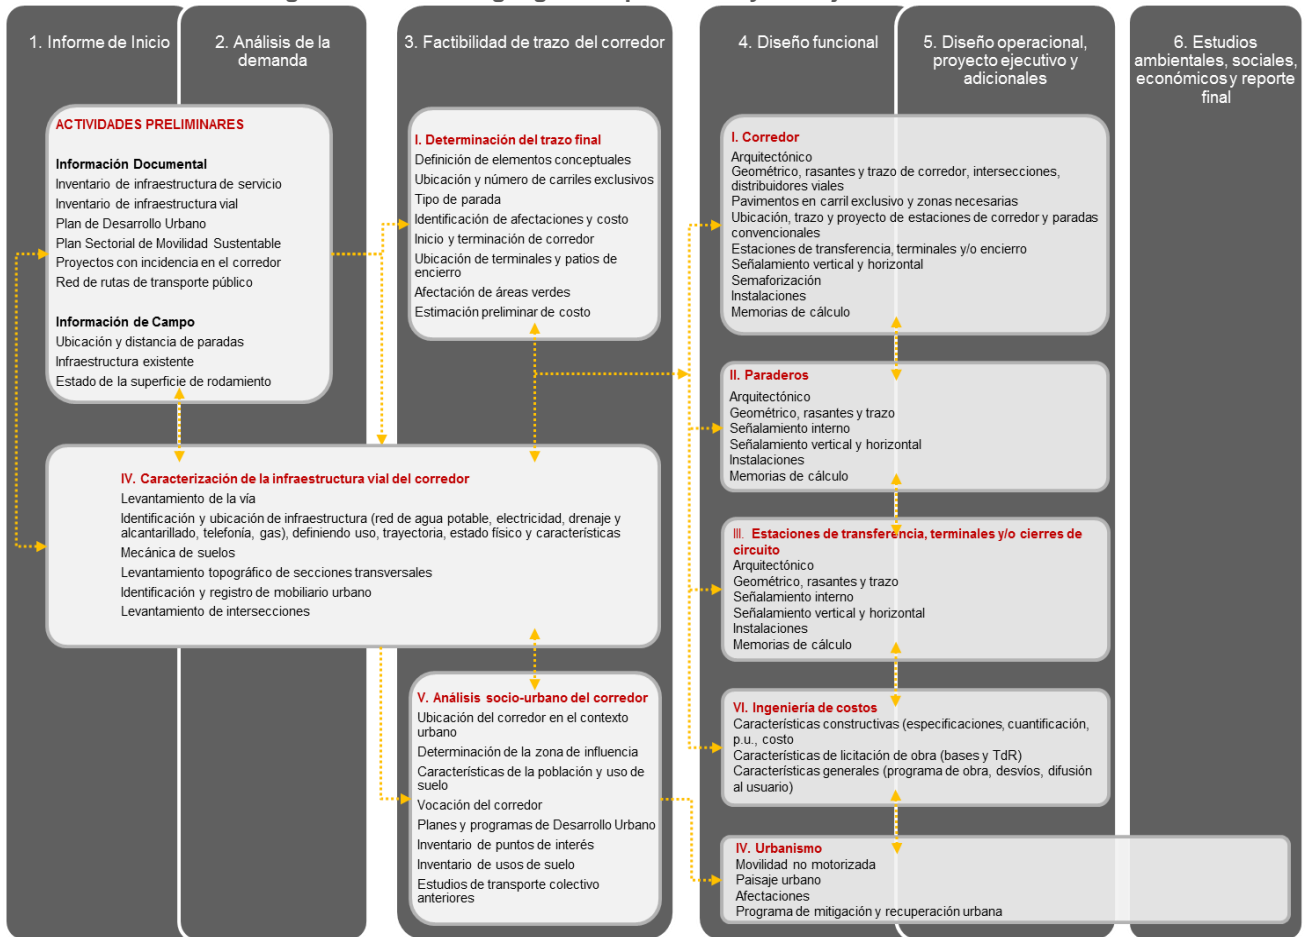 1. Informe de Inicio
2. Análisis de la
demanda
3. Factibilidad de trazo del corredor
4. Diseño funcional
5. Diseño operacional,
proyecto ejecutivo y
adicionales
6. Estudios
ambientales, sociales,
económicos y reporte
final
ACTIVIDADES PRELIMINARES
Información Documental
Inventario de infraestructura de servicio
Inventario de infraestructura vial
Plan de Desarrollo Urbano
Plan Sectorial de Movilidad Sustentable
Proyectos con incidencia en el corredor
Red de rutas de transporte público
Información de Campo
Ubicación y distancia de paradas
Infraestructura existente
Estado de la superficie de rodamiento
I. Determinación del trazo final
Definición de elementos conceptuales
Ubicación y número de carriles exclusivos
Tipo de parada
Identificación de afectaciones y costo
Inicio y terminación de corredor
Ubicación de terminales y patios de
encierro
Afectación de áreas verdes
Estimación preliminar de costo
IV. Caracterización de la infraestructura vial del corredor
Levantamiento de la vía
Identificación y ubicación de infraestructura (red de agua potable, electricidad, drenaje y
alcantarillado, telefonía, gas), definiendo uso, trayectoria, estado físico y características
Mecánica de suelos
Levantamiento topográfico de secciones transversales
Identificación y registro de mobiliario urbano
Levantamiento de intersecciones
V. Análisis socio-urbano del corredor
Ubicación del corredor en el contexto
urbano
Determinación de la zona de influencia
Características de la población y uso de
suelo
Vocación del corredor
Planes y programas de Desarrollo Urbano
Inventario de puntos de interés
Inventario de usos de suelo
Estudios de transporte colectivo
anteriores
I. Corredor
Arquitectónico
Geométrico, rasantes y trazo de corredor, intersecciones,
distribuidores viales
Pavimentos en carril exclusivo y zonas necesarias
Ubicación, trazo y proyecto de estaciones de corredor y paradas
convencionales
Estaciones de transferencia, terminales y/o encierro
Señalamiento vertical y horizontal
Semaforización
Instalaciones
Memorias de cálculo
II. Paraderos
Arquitectónico
Geométrico, rasantes y trazo
Señalamiento interno
Señalamiento vertical y horizontal
Instalaciones
Memorias de cálculo
III. Estaciones de transferencia, terminales y/o cierres de
circuito
Arquitectónico
Geométrico, rasantes y trazo
Señalamiento interno
Señalamiento vertical y horizontal
Instalaciones
Memorias de cálculo
VI. Ingeniería de costos
Características constructivas (especificaciones, cuantificación,
p.u., costo
Características de licitación de obra (bases y TdR)
Características generales (programa de obra, desvíos, difusión
al usuario)
IV. Urbanismo
Movilidad no motorizada
Paisaje urbano
Afectaciones
Programa de mitigación y recuperación urbana